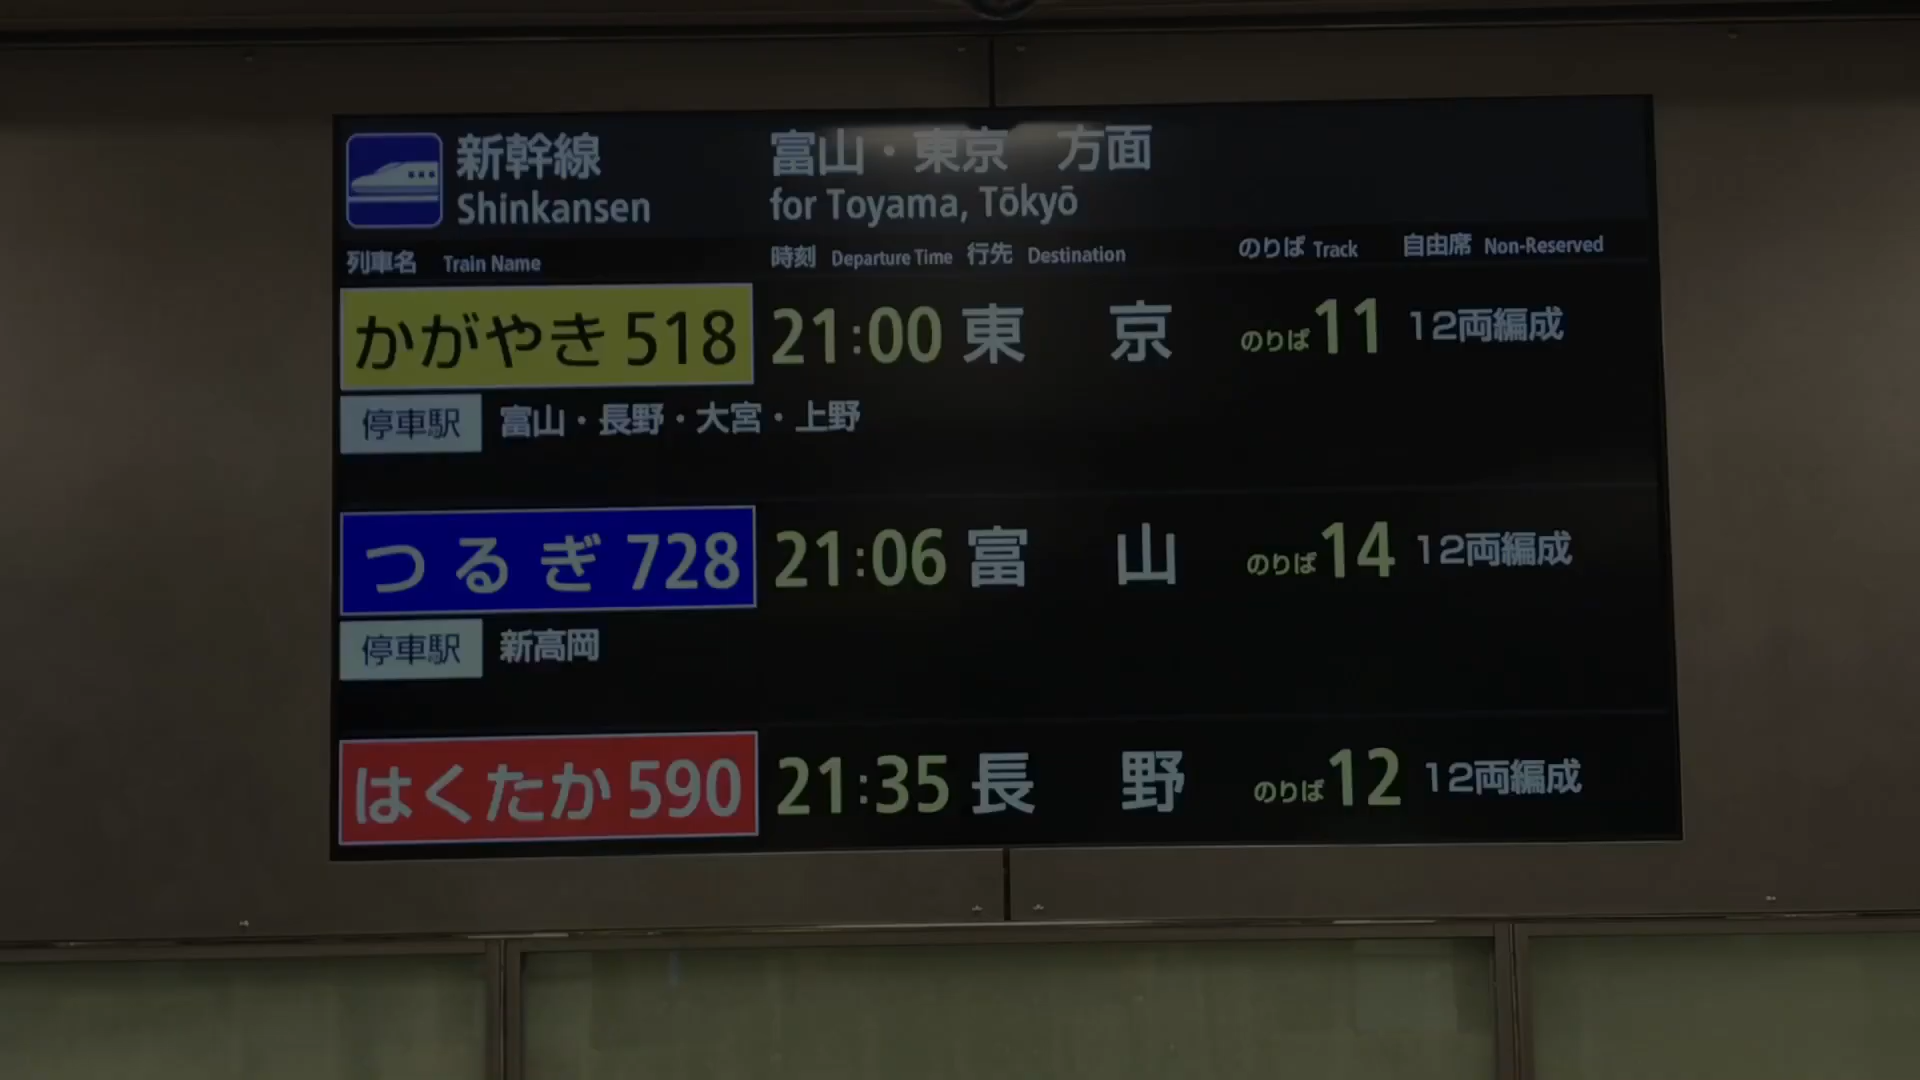 新幹線 富山・東京 方面
Shinkansen for Toyama, Tōkyō
列車名 Train Name 時刻 Departure Time 行先 Destination のりば Track 自由席 Non-Reserved
かがやき 518 21:00 東京 のりば 11 12両編成
停車駅 富山・長野・大宮・上野
つるぎ 728 21:06 富山 のりば 14 12両編成
停車駅 新高岡
はくたか 590 21:35 長野 のりば 12 12両編成